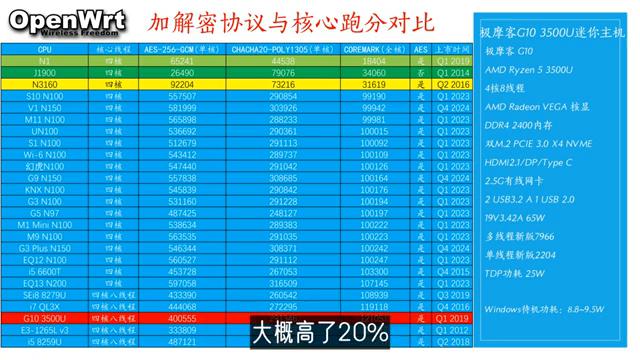 OpenWrt
Wireless Freedom
加解密协议与核心跑分对比
CPU 核心线程 AES-256-GCM(单核) CHACHA20-POLY1305(单核) COREMARK(全核) AES 上市时间
N1 四核 65241 44538 18404 是 Q1 2019
J1900 四核 26490 79076 34060 否 Q1 2014
N3160 四核 92204 73216 31619 是 Q2 2016
S10 N100 四核 557507 290854 99190 是 Q1 2023
V1 N150 四核 581999 303926 99942 是 Q1 2024
M11 N100 四核 565898 288233 99981 是 Q1 2023
UN100 四核 536692 290361 100015 是 Q1 2023
S1 N100 四核 512679 291113 100092 是 Q1 2023
Wi-6 N100 四核 543412 289737 100109 是 Q1 2023
幻虎N100 四核 547440 291042 100126 是 Q1 2023
G9 N150 四核 557838 308685 100164 是 Q1 2024
KNX N100 四核 545839 290842 100176 是 Q1 2023
G3 N100 四核 531160 291228 100194 是 Q1 2023
G5 N97 四核 487425 248127 100197 是 Q1 2023
M1 Mini N100 四核 538634 289383 100222 是 Q1 2023
M9 N100 四核 563535 291035 100223 是 Q1 2023
G3 Plus N150 四核 546344 308371 100242 是 Q1 2024
EQ12 N100 四核 560527 291112 100247 是 Q1 2023
i5 6600T 四核 453728 267053 103300 是 Q4 2015
EQ13 N200 四核 597058 316509 107145 是 Q1 2023
SEi8 8279U 四核八线程 433390 260542 108939 是 Q3 2019
i7 QL3X 四核八线程 444068 272295 119118 是 Q4 2016
G10 3500U 四核八线程 400555 是 Q1 2019
E3-1265L v3 四核八线程 333809 是 Q1 2012
i5 8259U 四核八线程 487121 是 Q2 2018
极摩客G10 3500U迷你主机
极摩客 G10
AMD Ryzen 5 3500U
4核8线程
AMD Radeon VEGA 核显
DDR4 2400内存
双M.2 PCIE 3.0 X4 NVME
HDMI2.1/DP/Type C
2.5G有线网卡
2 USB3.2 A 1 USB 2.0
19V3.42A 65W
多线程新版7966
单线程新版2204
TDP功耗 25W
Windows待机功耗：8.8~9.5W
大概高了20%